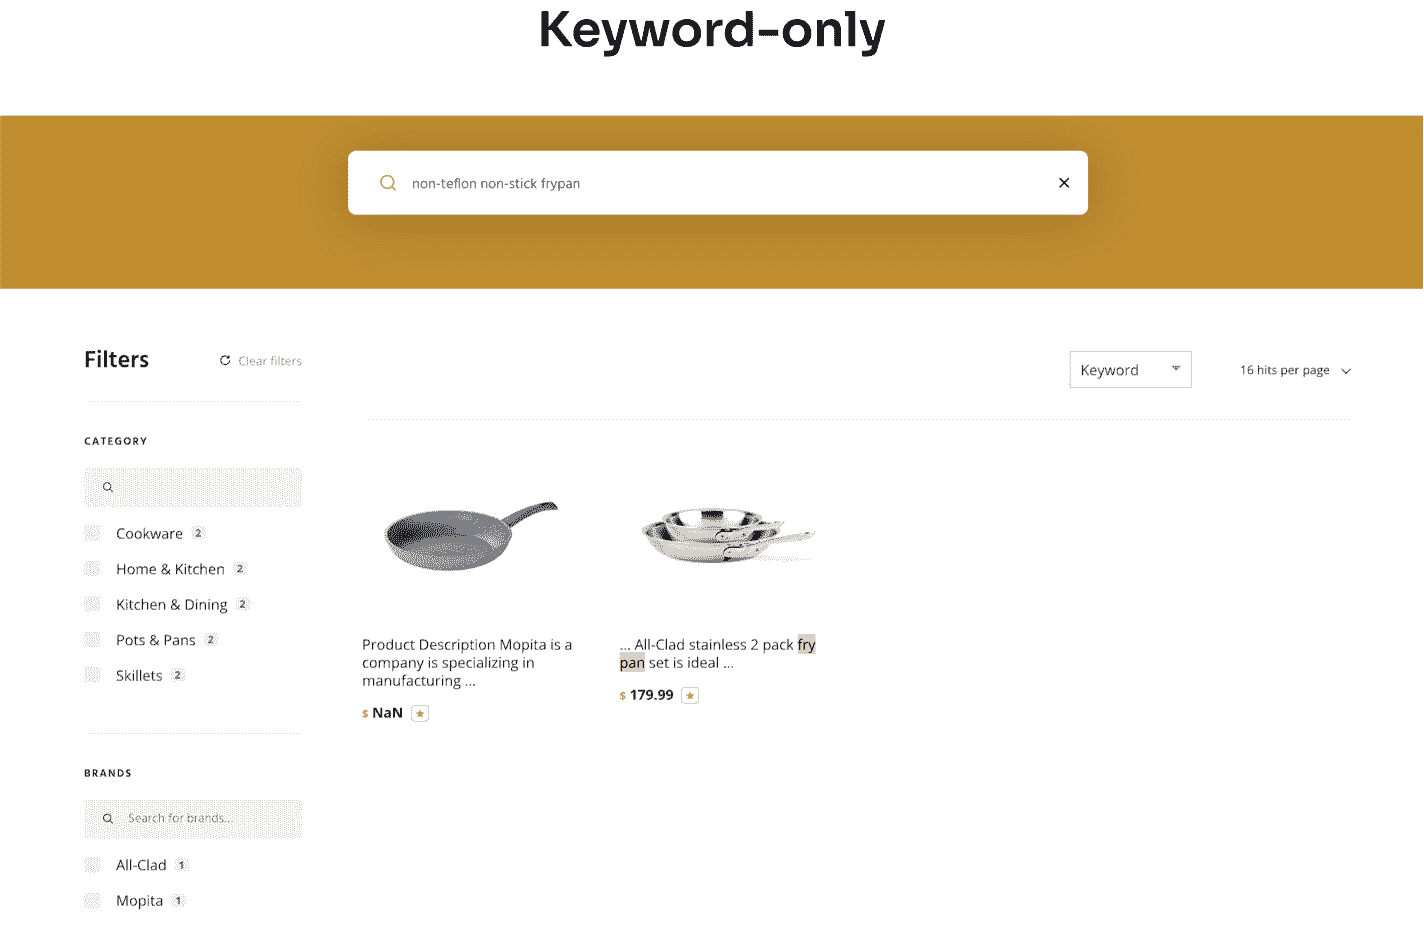 Keyword-only
non-teflon non-stick frypan
Filters
Clear filters
Keyword
16 hits per page
CATEGORY
Cookware 2
Home & Kitchen 2
Kitchen & Dining 2
Pots & Pans 2
Skillets 2
Product Description Mopita is a
company is specializing in
manufacturing ...
$ NaN
... All-Clad stainless 2 pack fry
pan set is ideal ...
$ 179.99
BRANDS
Search for brands...
All-Clad 1
Mopita 1